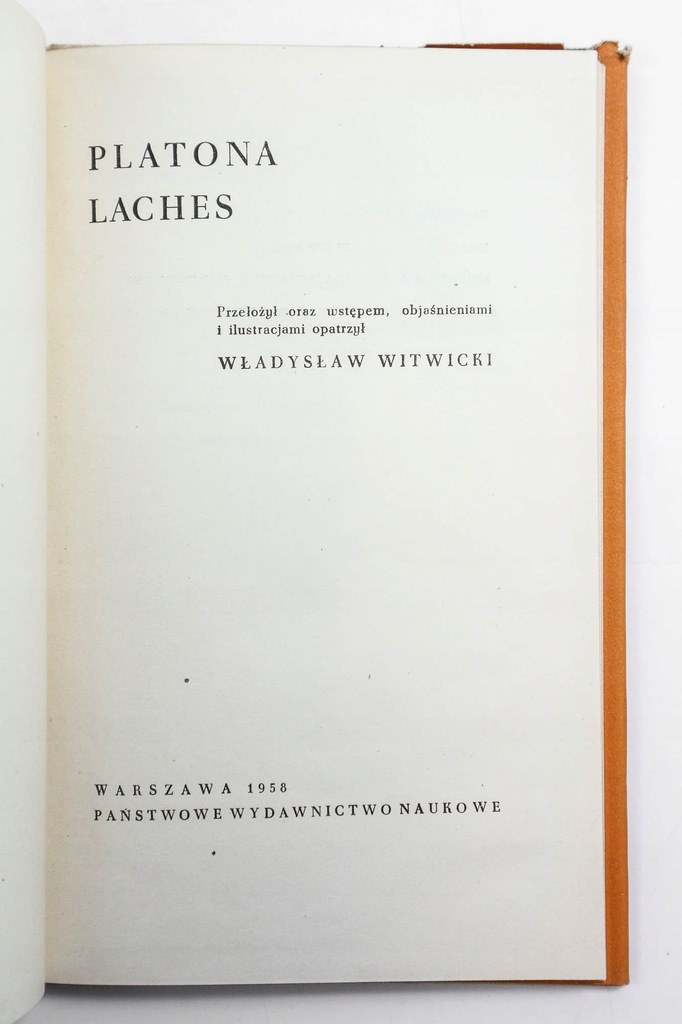 PLATONA
LACHES
Przełożył oraz wstępem, objaśnieniami
i ilustracjami opatrzył
WŁADYSŁAW WITWICKI
WARSZAWA 1958
PAŃSTWOWE WYDAWNICTWO NAUKOWE